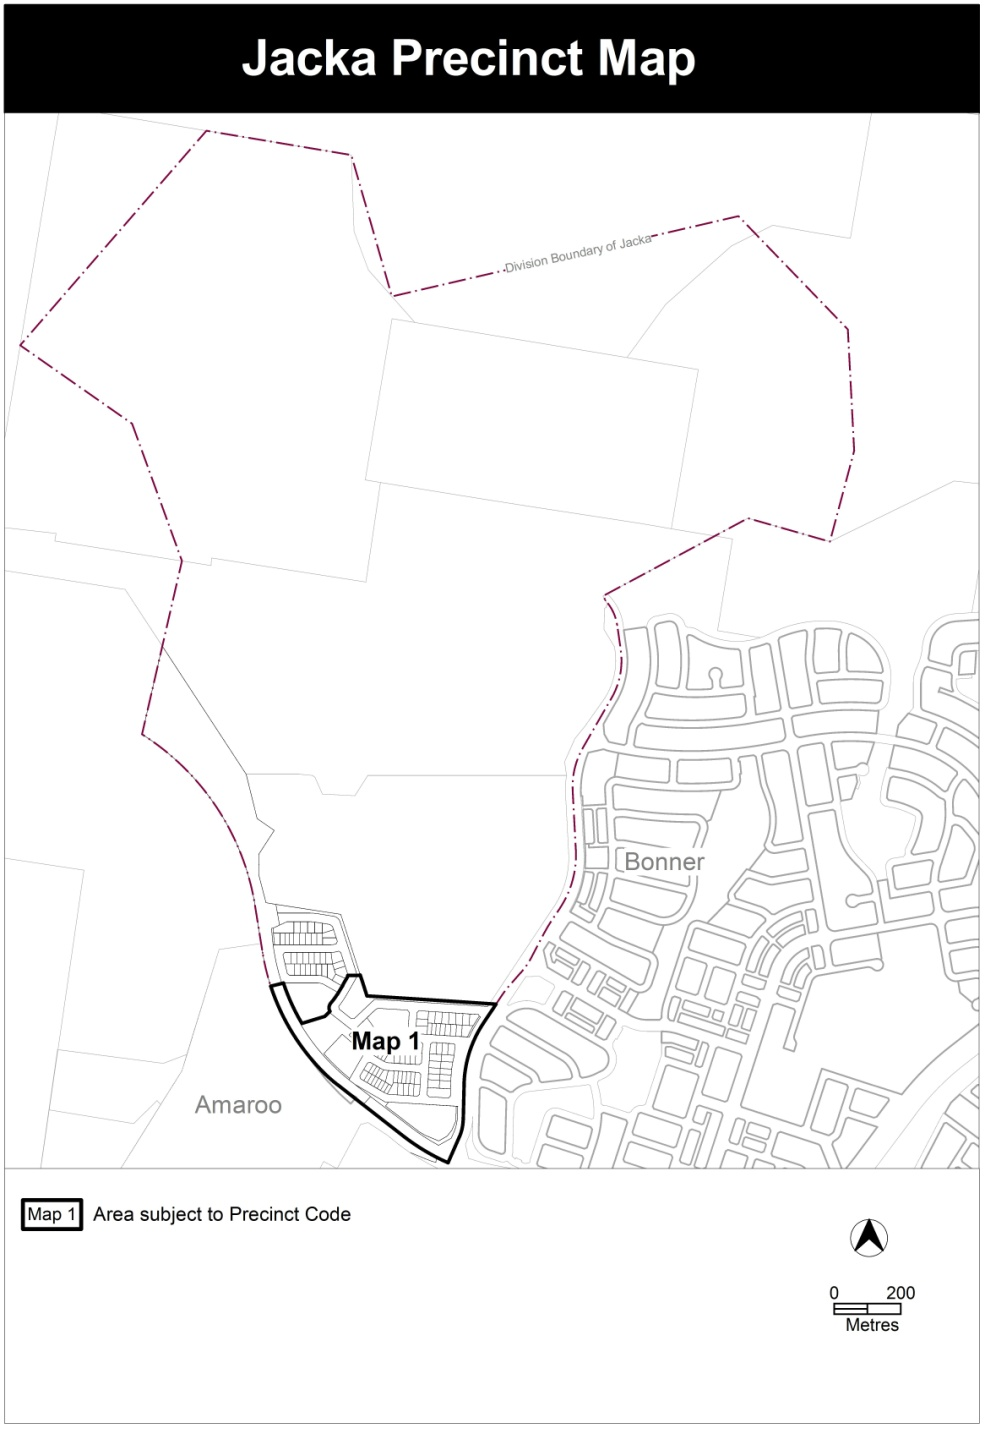 Jacka Precinct Map
Division Boundary of Jacka
Bonner
Map 1
Amaroo
Map 1 Area subject to Precinct Code
0 200
Metres